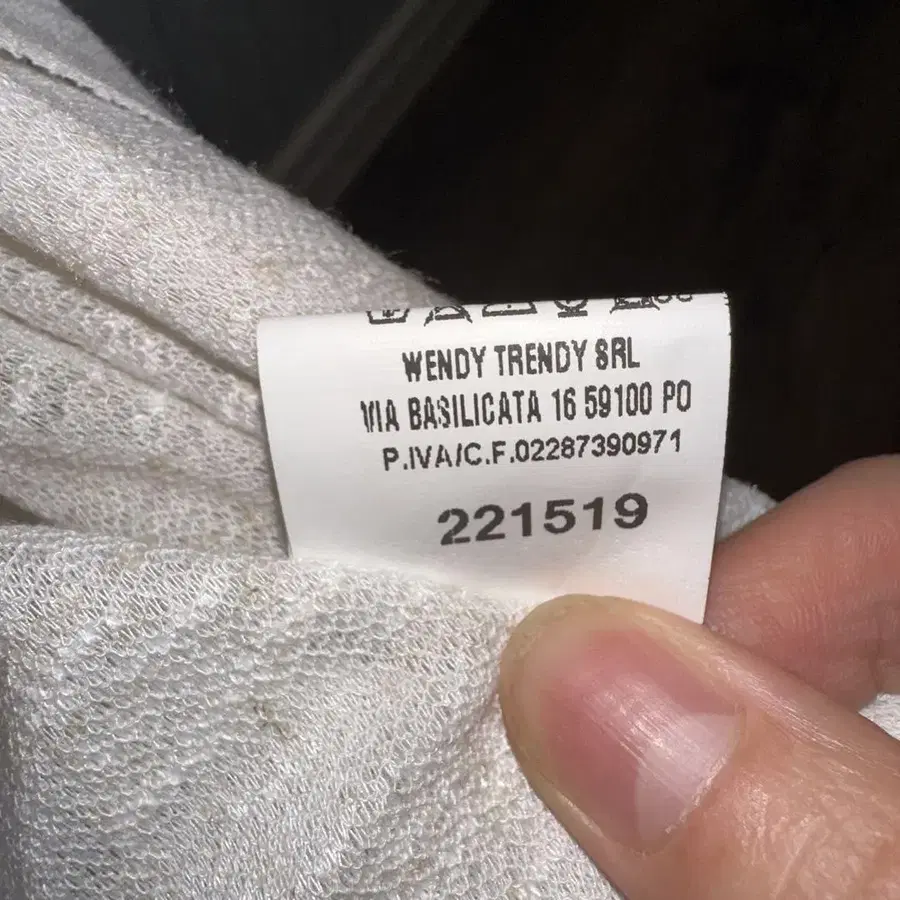 WENDY TRENDY SRL
VIA BASILICATA 16 59100 PO
P.IVA/C.F.02287390971
221519